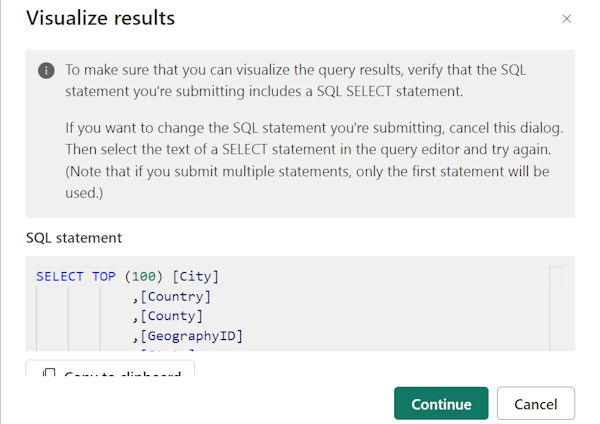 Visualize results
To make sure that you can visualize the query results, verify that the SQL
statement you're submitting includes a SQL SELECT statement.
If you want to change the SQL statement you're submitting, cancel this dialog.
Then select the text of a SELECT statement in the query editor and try again.
(Note that if you submit multiple statements, only the first statement will be
used.)
SQL statement
SELECT TOP (100) [City]
,[Country]
,[County]
,[GeographyID]
Copy to clipboard
Continue
Cancel